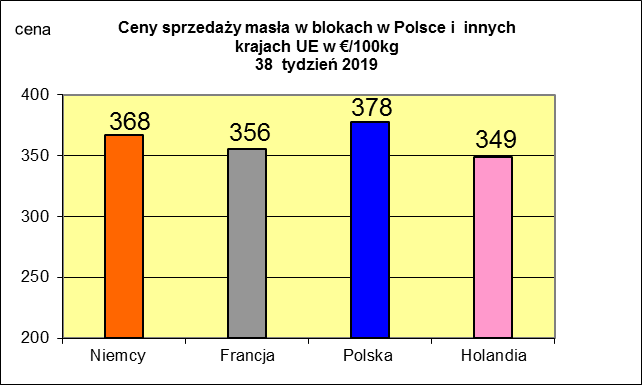 cena
Ceny sprzedaży masła w blokach w Polsce i  innych
krajach UE w €/100kg
38  tydzień 2019
400
350
300
250
200
368
356
378
349
Niemcy
Francja
Polska
Holandia